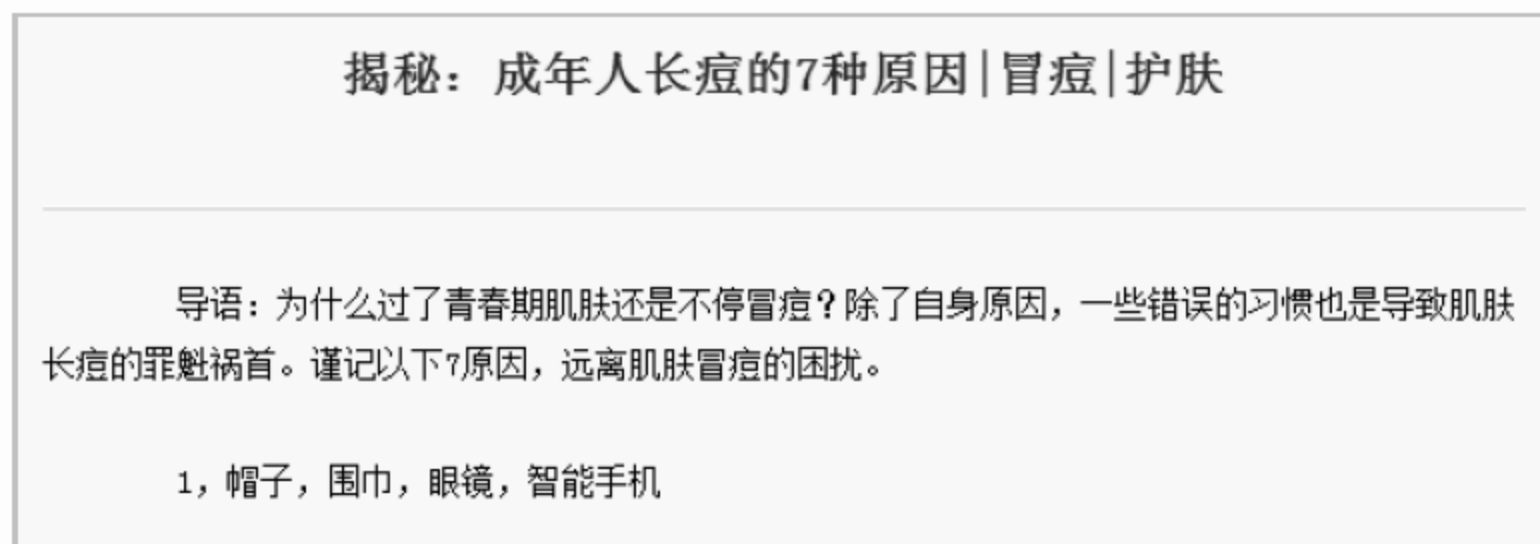 揭秘：成年人长痘的7种原因|冒痘|护肤
导语：为什么过了青春期肌肤还是不停冒痘？除了自身原因，一些错误的习惯也是导致肌肤
长痘的罪魁祸首。谨记以下7原因，远离肌肤冒痘的困扰。
1，帽子，围巾，眼镜，智能手机